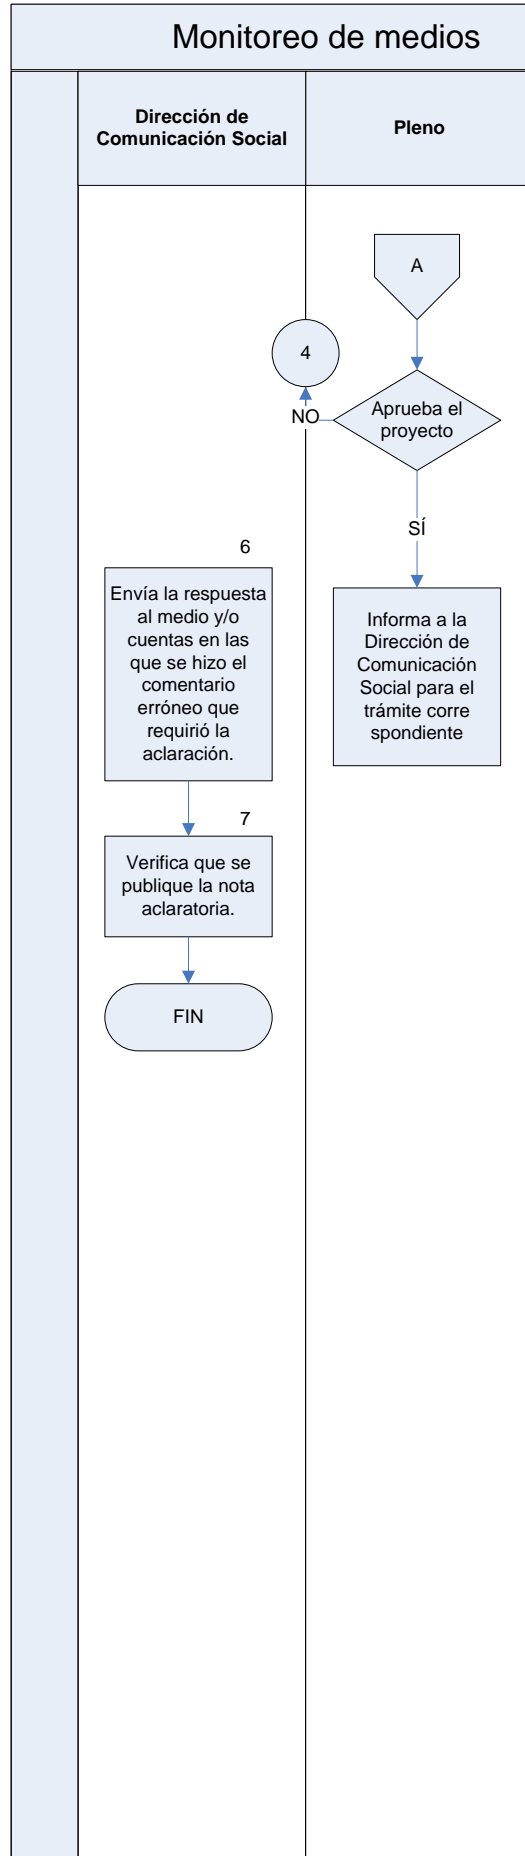 Monitoreo de medios
Dirección de
Comunicación Social
Pleno
A
4
Aprueba el
proyecto
NO
SÍ
6
Envía la respuesta
al medio y/o
cuentas en las
que se hizo el
comentario
erróneo que
requirió la
aclaración.
Informa a la
Dirección de
Comunicación
Social para el
trámite corre
spondiente
7
Verifica que se
publique la nota
aclaratoria.
FIN